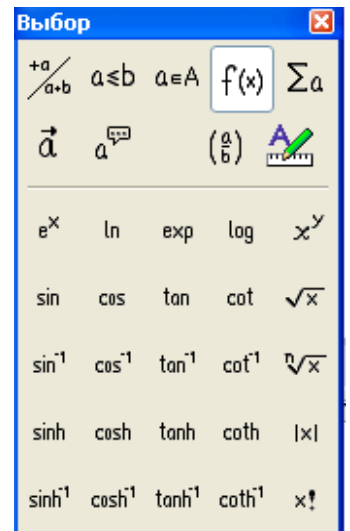 Выбор
+a/a+b a≤b a∈A f(x) Σa
a⃗ a (a/b) A
eˣ ln exp log xʸ
sin cos tan cot √x
sin⁻¹ cos⁻¹ tan⁻¹ cot⁻¹ ⁿ√x
sinh cosh tanh coth |x|
sinh⁻¹ cosh⁻¹ tanh⁻¹ coth⁻¹ x!